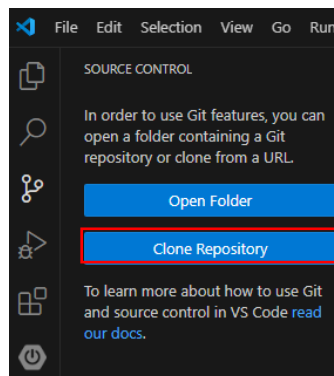 File Edit Selection View Go Run
SOURCE CONTROL
In order to use Git features, you can
open a folder containing a Git
repository or clone from a URL.
Open Folder
Clone Repository
To learn more about how to use Git
and source control in VS Code read
our docs.